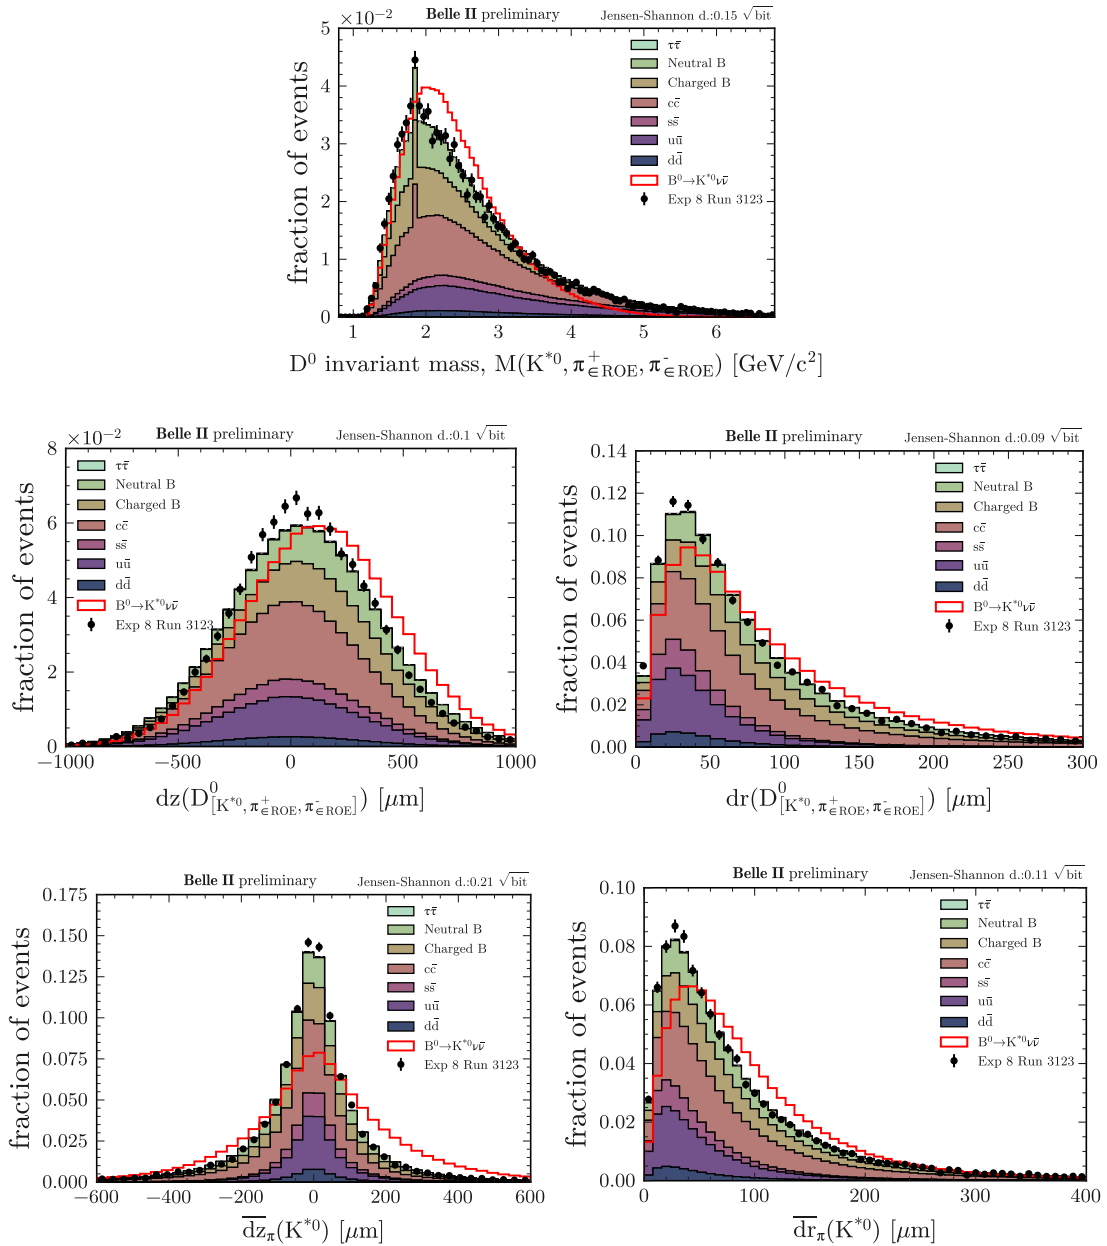 Belle II preliminary Jensen-Shannon d.:0.15 √bit
×10⁻²
5
4
3
2
1
0
fraction of events
ττ̄
Neutral B
Charged B
cc̄
ss̄
uū
dd̄
B⁰→K*⁰νν̄
Exp 8 Run 3123
1 2 3 4 5 6
D⁰ invariant mass, M(K*⁰, π⁺∈ROE, π⁻∈ROE) [GeV/c²]
Belle II preliminary Jensen-Shannon d.:0.1 √bit
×10⁻²
8
6
4
2
0
fraction of events
ττ̄
Neutral B
Charged B
cc̄
ss̄
uū
dd̄
B⁰→K*⁰νν̄
Exp 8 Run 3123
−1000 −500 0 500 1000
dz(D⁰[K*⁰, π⁺∈ROE, π⁻∈ROE]) [μm]
Belle II preliminary Jensen-Shannon d.:0.09 √bit
0.14
0.12
0.10
0.08
0.06
0.04
0.02
0.00
fraction of events
ττ̄
Neutral B
Charged B
cc̄
ss̄
uū
dd̄
B⁰→K*⁰νν̄
Exp 8 Run 3123
0 50 100 150 200 250 300
dr(D⁰[K*⁰, π⁺∈ROE, π⁻∈ROE]) [μm]
Belle II preliminary Jensen-Shannon d.:0.21 √bit
0.175
0.150
0.125
0.100
0.075
0.050
0.025
0.000
fraction of events
ττ̄
Neutral B
Charged B
cc̄
ss̄
uū
dd̄
B⁰→K*⁰νν̄
Exp 8 Run 3123
−600 −400 −200 0 200 400 600
d̅z̅π(K*⁰) [μm]
Belle II preliminary Jensen-Shannon d.:0.11 √bit
0.10
0.08
0.06
0.04
0.02
0.00
fraction of events
ττ̄
Neutral B
Charged B
cc̄
ss̄
uū
dd̄
B⁰→K*⁰νν̄
Exp 8 Run 3123
0 100 200 300 400
d̅r̅π(K*⁰) [μm]